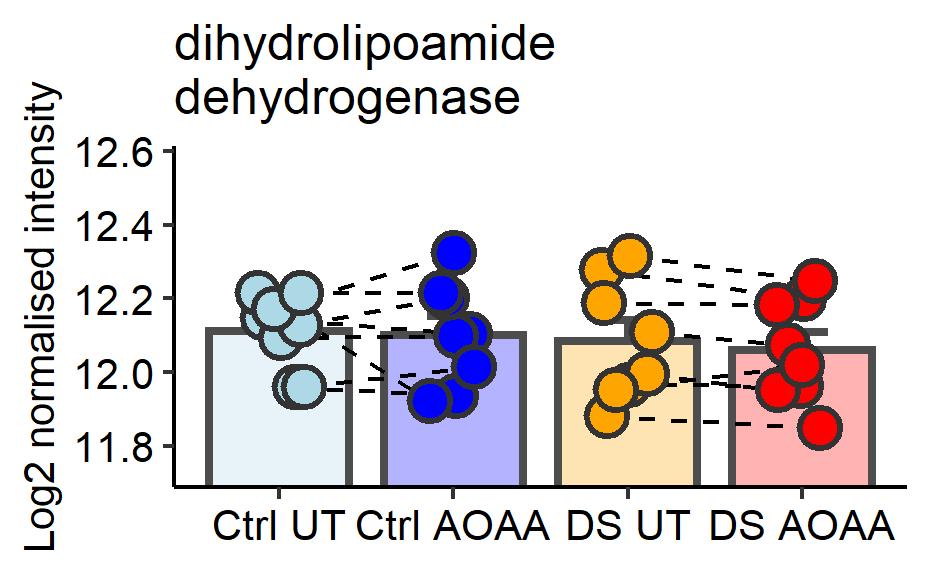 dihydrolipoamide
dehydrogenase
Log2 normalised intensity
12.6
12.4
12.2
12.0
11.8
Ctrl UT Ctrl AOAA DS UT DS AOAA